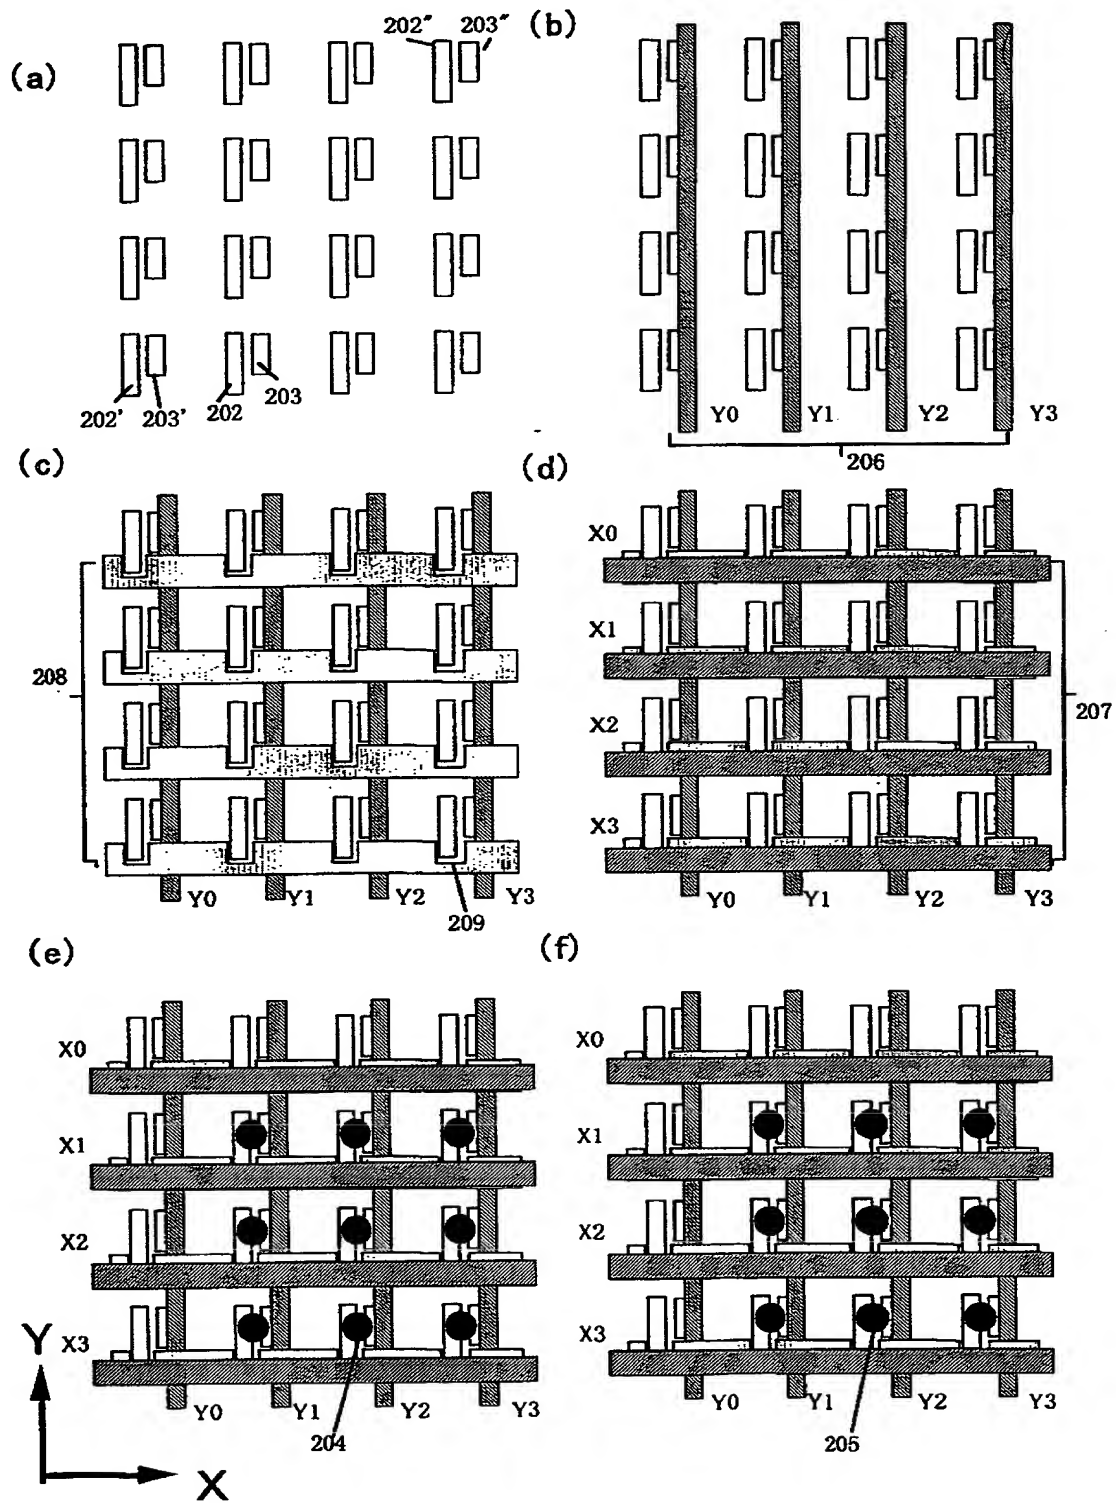 (a)
202" 203"
202' 203' 202 203
(b)
Y0 Y1 Y2 Y3
206
(c)
208
Y0 Y1 Y2 Y3
209
(d)
X0
X1
X2
X3
207
Y0 Y1 Y2 Y3
(e)
X0
X1
X2
X3
Y0 Y1 Y2 Y3
204
Y
X
(f)
X0
X1
X2
X3
Y0 Y1 Y2 Y3
205